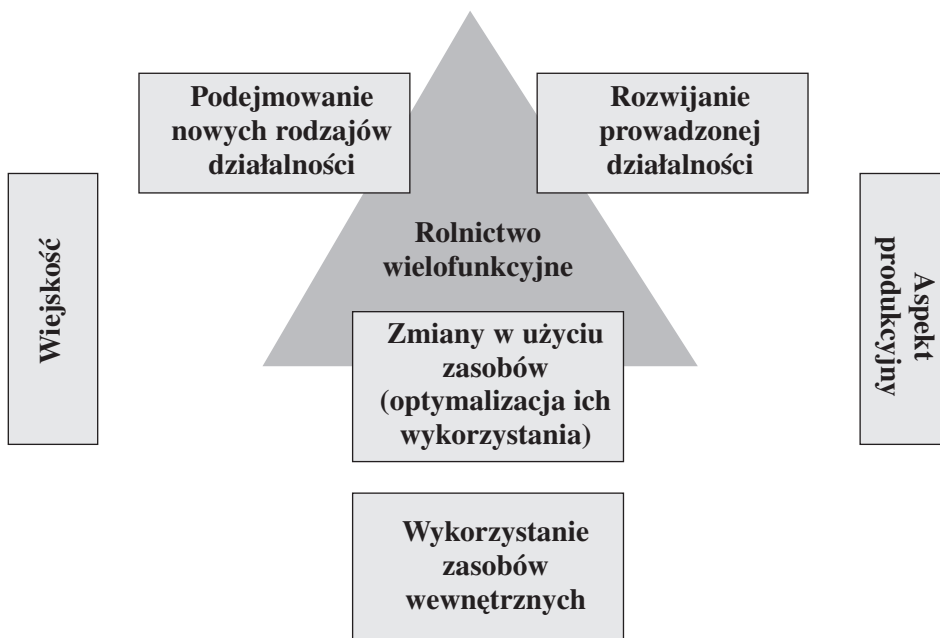 Podejmowanie
nowych rodzajów
działalności
Rozwijanie
prowadzonej
działalności
Wiejskość
Rolnictwo
wielofunkcyjne
Aspekt
produkcyjny
Zmiany w użyciu
zasobów
(optymalizacja ich
wykorzystania)
Wykorzystanie
zasobów
wewnętrznych